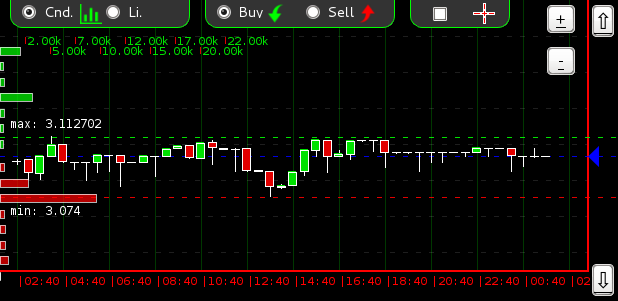 Cnd. Li. Buy Sell
+
2.00k 7.00k 12.00k 17.00k 22.00k
5.00k 10.00k 15.00k 20.00k
-
max: 3.112702
min: 3.074
|02:40 |04:40 |06:40 |08:40 |10:40 |12:40 |14:40 |16:40 |18:40 |20:40 |22:40 |00:40 |02